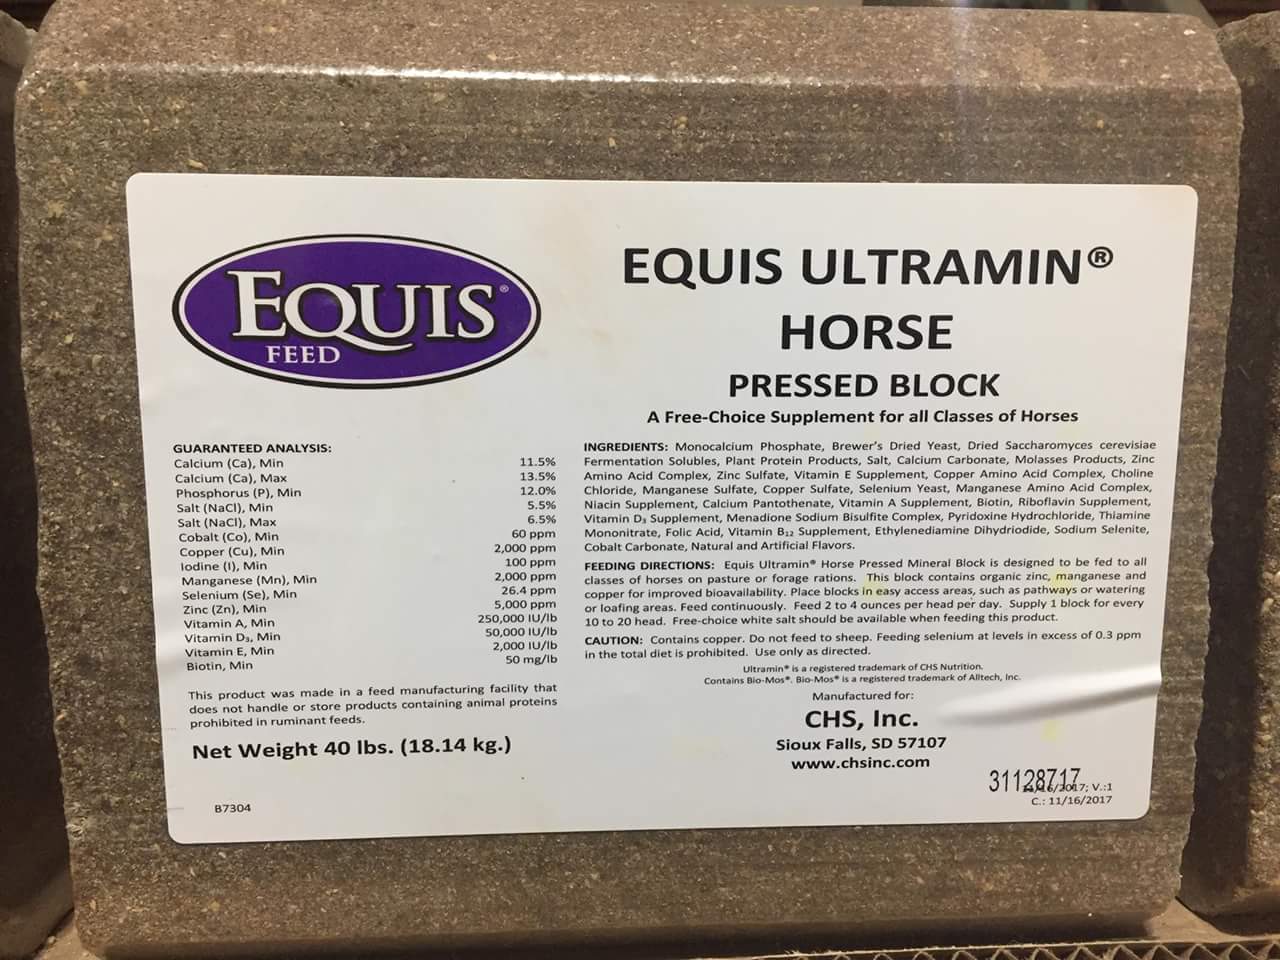 EQUIS®
FEED
EQUIS ULTRAMIN®
HORSE
PRESSED BLOCK
A Free-Choice Supplement for all Classes of Horses
GUARANTEED ANALYSIS:
Calcium (Ca), Min 11.5%
Calcium (Ca), Max 13.5%
Phosphorus (P), Min 12.0%
Salt (NaCl), Min 5.5%
Salt (NaCl), Max 6.5%
Cobalt (Co), Min 60 ppm
Copper (Cu), Min 2,000 ppm
Iodine (I), Min 100 ppm
Manganese (Mn), Min 2,000 ppm
Selenium (Se), Min 26.4 ppm
Zinc (Zn), Min 5,000 ppm
Vitamin A, Min 250,000 IU/lb
Vitamin D₃, Min 50,000 IU/lb
Vitamin E, Min 2,000 IU/lb
Biotin, Min 50 mg/lb
This product was made in a feed manufacturing facility that
does not handle or store products containing animal proteins
prohibited in ruminant feeds.
Net Weight 40 lbs. (18.14 kg.)
B7304
INGREDIENTS: Monocalcium Phosphate, Brewer's Dried Yeast, Dried Saccharomyces cerevisiae
Fermentation Solubles, Plant Protein Products, Salt, Calcium Carbonate, Molasses Products, Zinc
Amino Acid Complex, Zinc Sulfate, Vitamin E Supplement, Copper Amino Acid Complex, Choline
Chloride, Manganese Sulfate, Copper Sulfate, Selenium Yeast, Manganese Amino Acid Complex,
Niacin Supplement, Calcium Pantothenate, Vitamin A Supplement, Biotin, Riboflavin Supplement,
Vitamin D₃ Supplement, Menadione Sodium Bisulfite Complex, Pyridoxine Hydrochloride, Thiamine
Mononitrate, Folic Acid, Vitamin B₁₂ Supplement, Ethylenediamine Dihydriodide, Sodium Selenite,
Cobalt Carbonate, Natural and Artificial Flavors.
FEEDING DIRECTIONS: Equis Ultramin® Horse Pressed Mineral Block is designed to be fed to all
classes of horses on pasture or forage rations. This block contains organic zinc, manganese and
copper for improved bioavailability. Place blocks in easy access areas, such as pathways or watering
or loafing areas. Feed continuously. Feed 2 to 4 ounces per head per day. Supply 1 block for every
10 to 20 head. Free-choice white salt should be available when feeding this product.
CAUTION: Contains copper. Do not feed to sheep. Feeding selenium at levels in excess of 0.3 ppm
in the total diet is prohibited. Use only as directed.
Ultramin® is a registered trademark of CHS Nutrition.
Contains Bio-Mos®. Bio-Mos® is a registered trademark of Alltech, Inc.
Manufactured for:
CHS, Inc.
Sioux Falls, SD 57107
www.chsinc.com
31128717
V.:1
C.: 11/16/2017